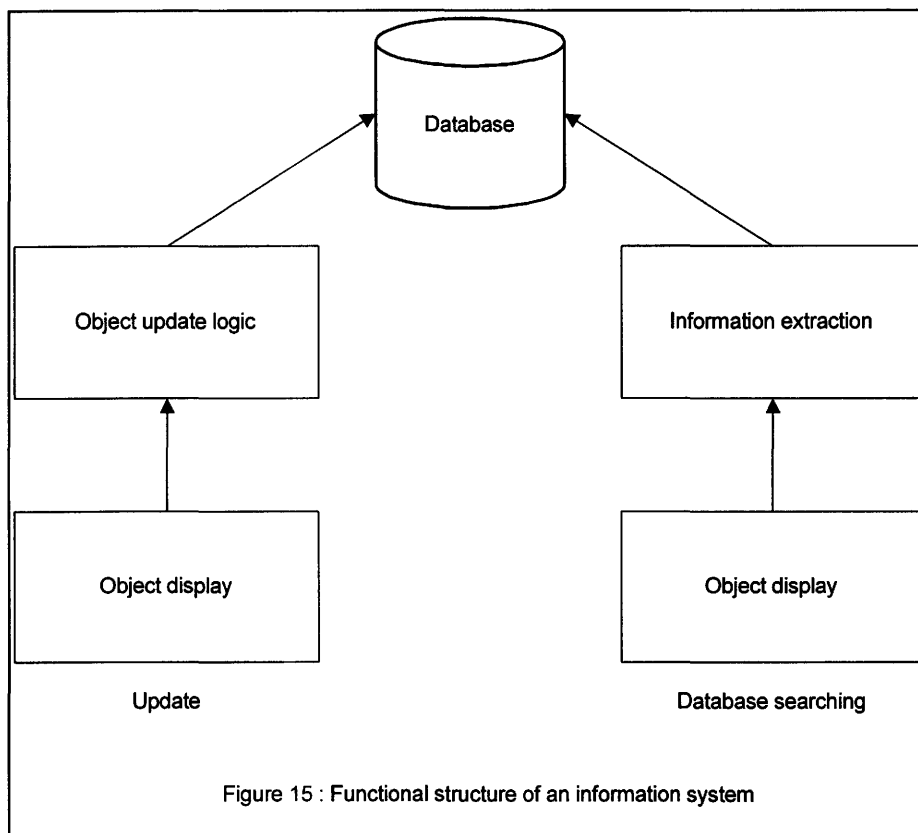 Database
Object update logic
Information extraction
Object display
Object display
Update
Database searching
Figure 15 : Functional structure of an information system